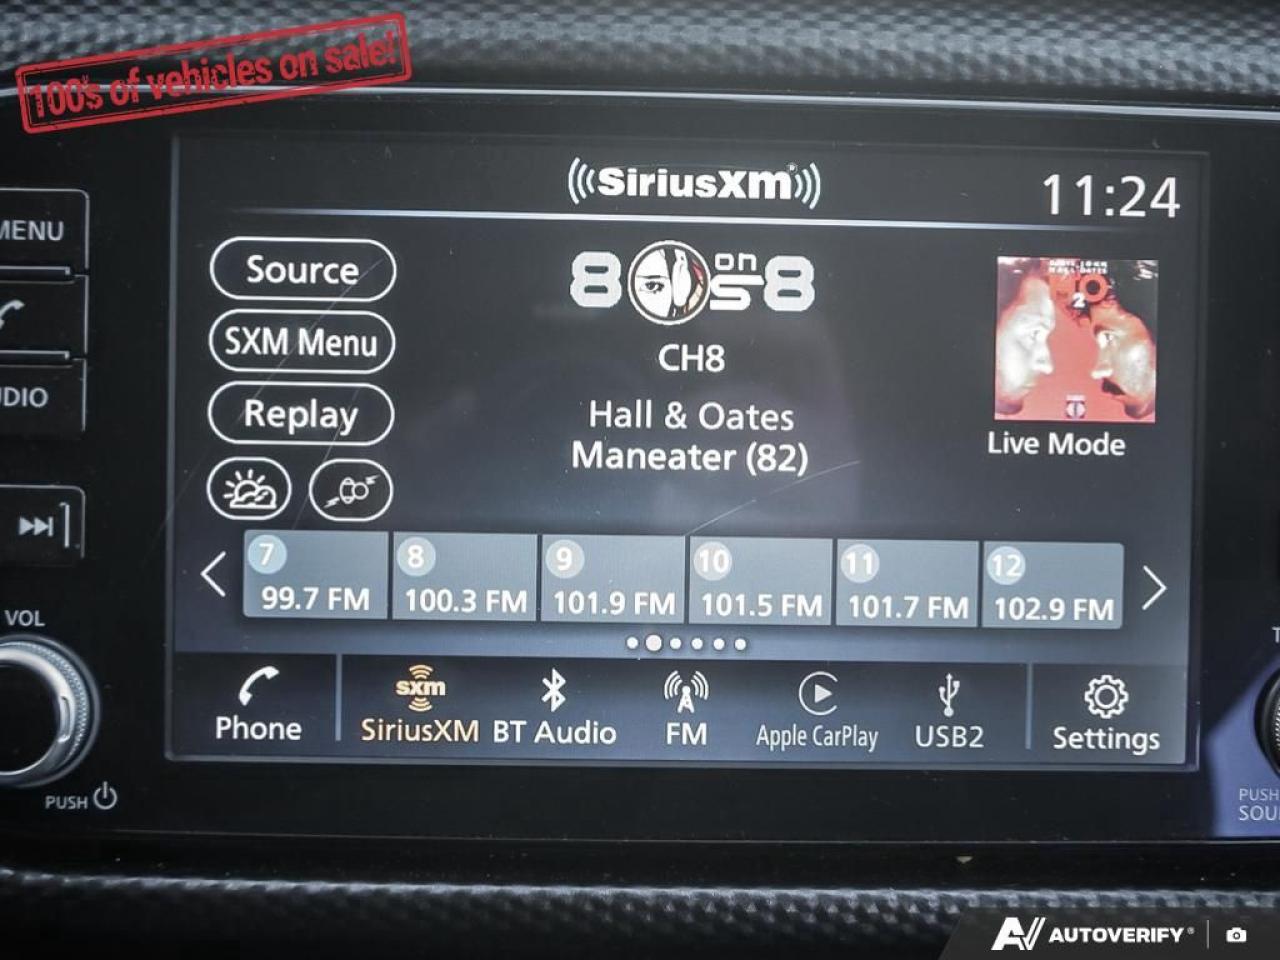 100's of vehicles on sale!
((( SiriusXM® )))
11:24
MENU
Source
8 on 8
SXM Menu
CH8
AUDIO
Replay
Hall & Oates
Maneater (82)
Live Mode
7 99.7 FM
8 100.3 FM
9 101.9 FM
10 101.5 FM
11 101.7 FM
12 102.9 FM
VOL
sxm
Phone
SiriusXM
BT Audio
FM
Apple CarPlay
USB2
Settings
PUSH
PUSH
SOU
AUTOVERIFY®